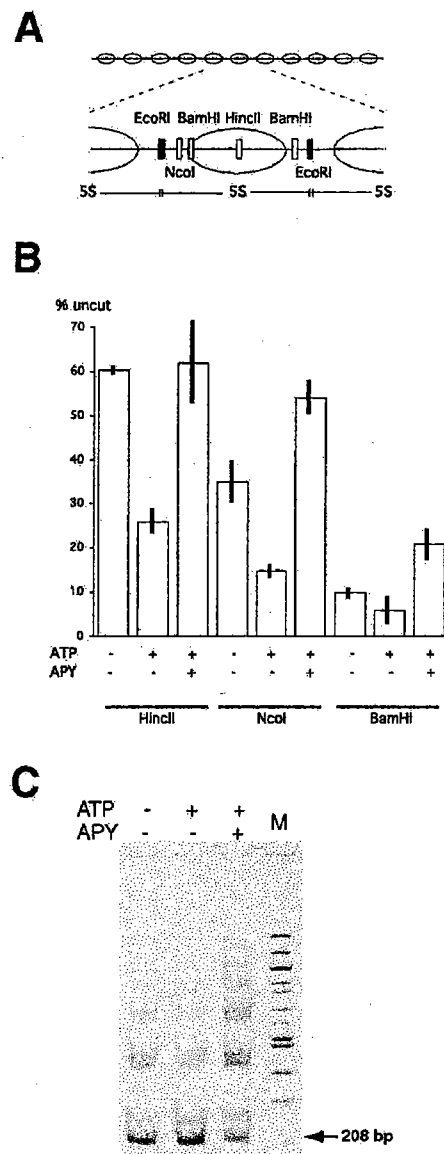 A
EcoRI BamHI HincII BamHI
NcoI EcoRI
5S 5S 5S
B
% uncut
70
60
50
40
30
20
10
0
ATP - + + - + + - + +
APY - - + - - + - - +
HincII NcoI BamHI
C
ATP - + + M
APY - - +
208 bp